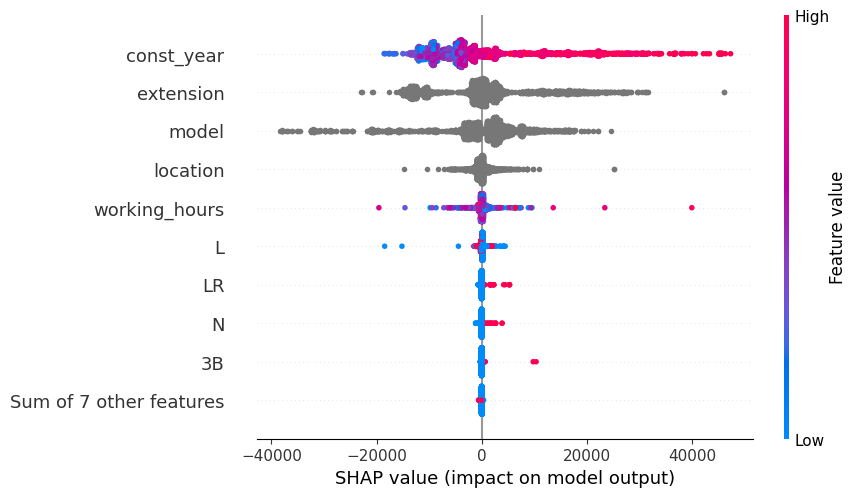 High
const_year
extension
model
location
working_hours
L
LR
N
3B
Sum of 7 other features
Feature value
Low
−40000 −20000 0 20000 40000
SHAP value (impact on model output)